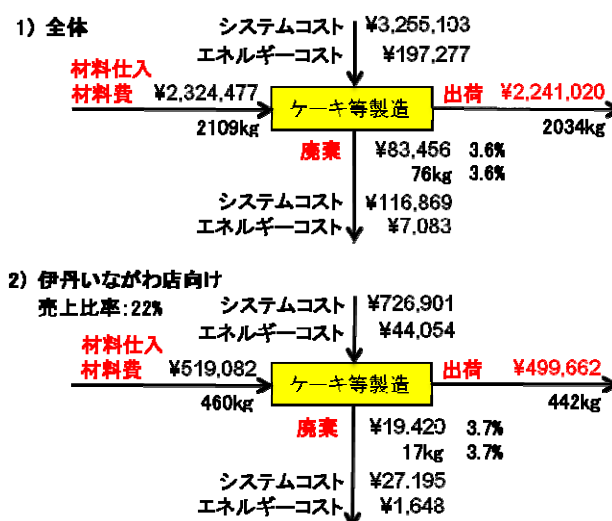 1) 全体
システムコスト ¥3,255,103
エネルギーコスト ¥197,277
材料仕入
材料費 ¥2,324,477
2109kg
ケーキ等製造
出荷 ¥2,241,020
2034kg
廃棄 ¥83,456 3.6%
76kg 3.6%
システムコスト ¥116,869
エネルギーコスト ¥7,083
2) 伊丹いながわ店向け
売上比率:22%
システムコスト ¥726,901
エネルギーコスト ¥44,054
材料仕入
材料費 ¥519,082
460kg
ケーキ等製造
出荷 ¥499,662
442kg
廃棄 ¥19.420 3.7%
17kg 3.7%
システムコスト ¥27.195
エネルギーコスト ¥1,648